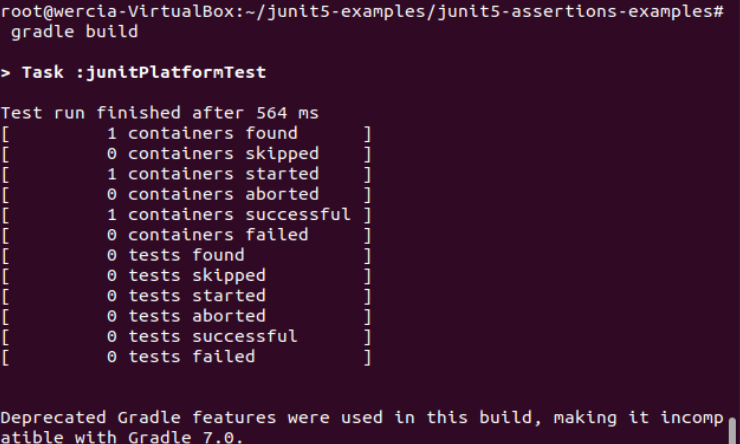 root@wercia-VirtualBox:~/junit5-examples/junit5-assertions-examples#
 gradle build
> Task :junitPlatformTest
Test run finished after 564 ms
[         1 containers found      ]
[         0 containers skipped    ]
[         1 containers started    ]
[         0 containers aborted    ]
[         1 containers successful ]
[         0 containers failed     ]
[         0 tests found           ]
[         0 tests skipped         ]
[         0 tests started         ]
[         0 tests aborted         ]
[         0 tests successful      ]
[         0 tests failed          ]
Deprecated Gradle features were used in this build, making it incomp
atible with Gradle 7.0.